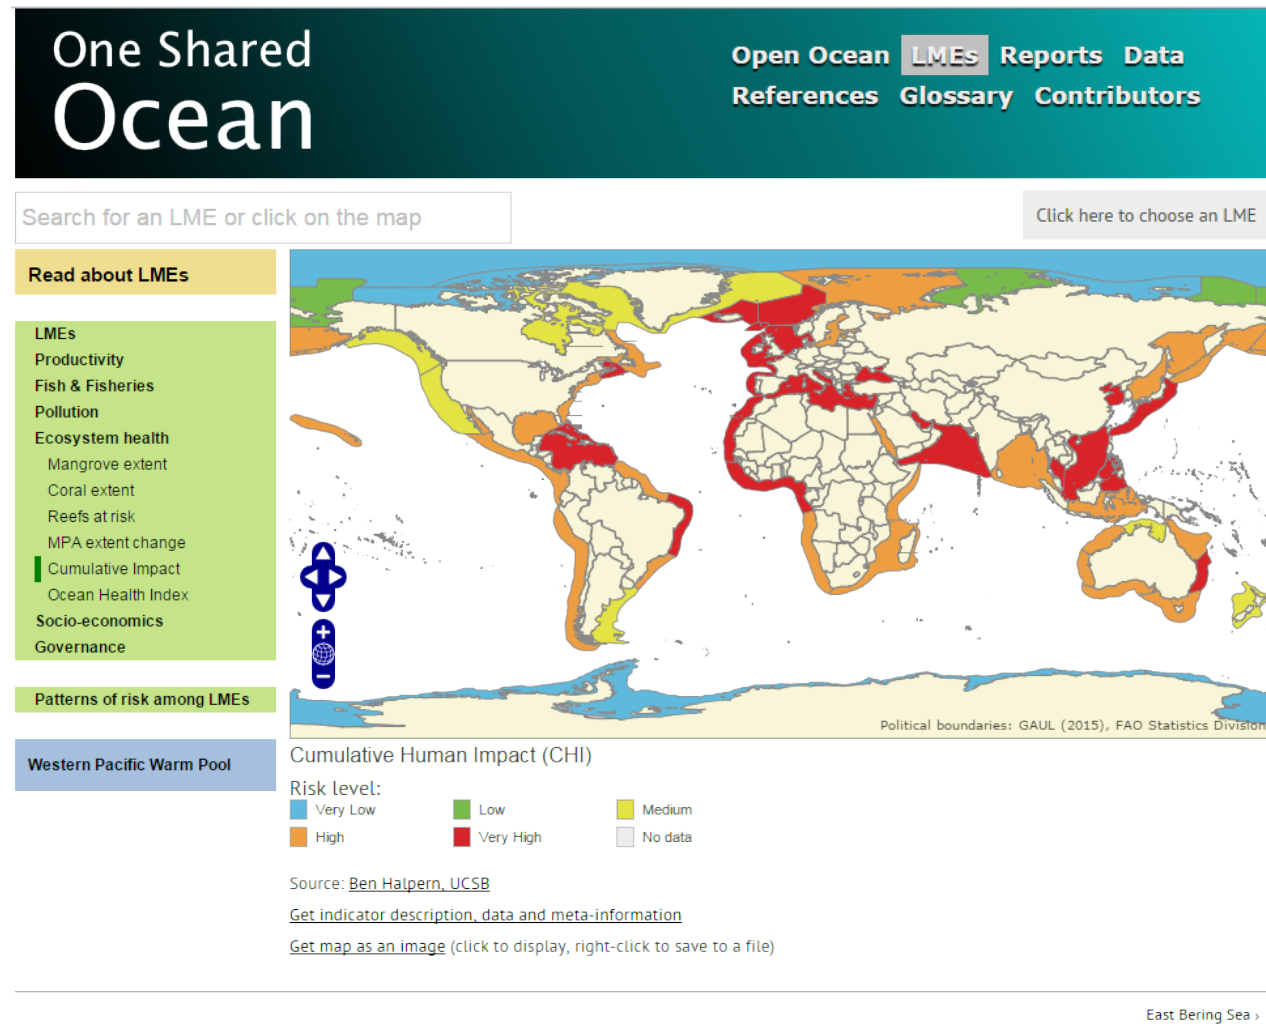 One Shared
Ocean
Open Ocean LMEs Reports Data
References Glossary Contributors
Search for an LME or click on the map
Click here to choose an LME
Read about LMEs
LMEs
Productivity
Fish & Fisheries
Pollution
Ecosystem health
Mangrove extent
Coral extent
Reefs at risk
MPA extent change
Cumulative Impact
Ocean Health Index
Socio-economics
Governance
Patterns of risk among LMEs
Western Pacific Warm Pool
Political boundaries: GAUL (2015), FAO Statistics Division
Cumulative Human Impact (CHI)
Risk level:
Very Low Low Medium
High Very High No data
Source: Ben Halpern, UCSB
Get indicator description, data and meta-information
Get map as an image (click to display, right-click to save to a file)
East Bering Sea ›